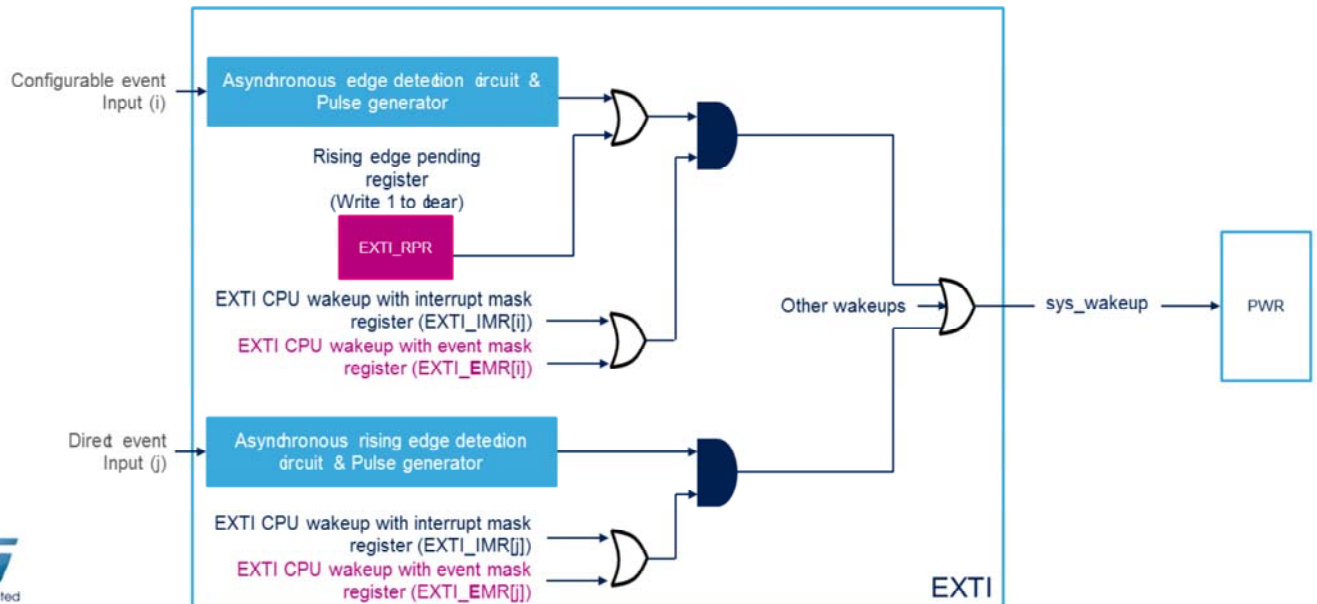 Configurable event
Input (i)
Asynchronous edge detection circuit &
Pulse generator
Rising edge pending
register
(Write 1 to clear)
EXTI_RPR
EXTI CPU wakeup with interrupt mask
register (EXTI_IMR[i])
EXTI CPU wakeup with event mask
register (EXTI_EMR[i])
Other wakeups
sys_wakeup
PWR
Direct event
Input (j)
Asynchronous rising edge detection
circuit & Pulse generator
EXTI CPU wakeup with interrupt mask
register (EXTI_IMR[j])
EXTI CPU wakeup with event mask
register (EXTI_EMR[j])
EXTI